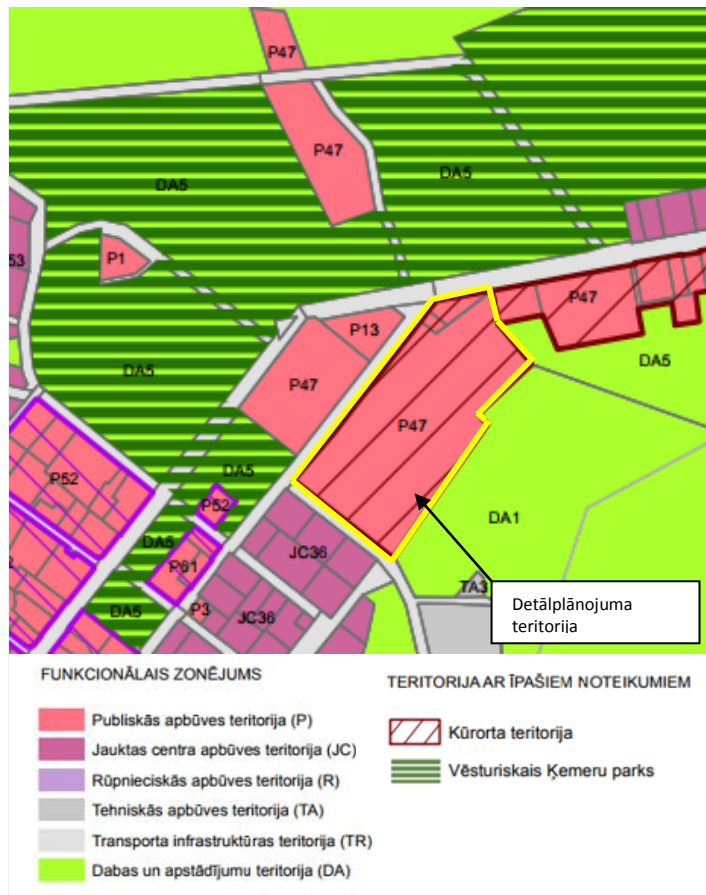 P47
P47
DA5
DA5
53
P1
P47
P13
DA5
P47
DA5
P47
P52
DA5
P52
DA1
DA5
JC36
P61
TA3
DA5
P3
JC36
Detālplānojuma
teritorija
FUNKCIONĀLAIS ZONĒJUMS
Publiskās apbūves teritorija (P)
Jauktas centra apbūves teritorija (JC)
Rūpnieciskās apbūves teritorija (R)
Tehniskās apbūves teritorija (TA)
Transporta infrastruktūras teritorija (TR)
Dabas un apstādījumu teritorija (DA)
TERITORIJA AR ĪPAŠIEM NOTEIKUMIEM
Kūrorta teritorija
Vēsturiskais Ķemeru parks